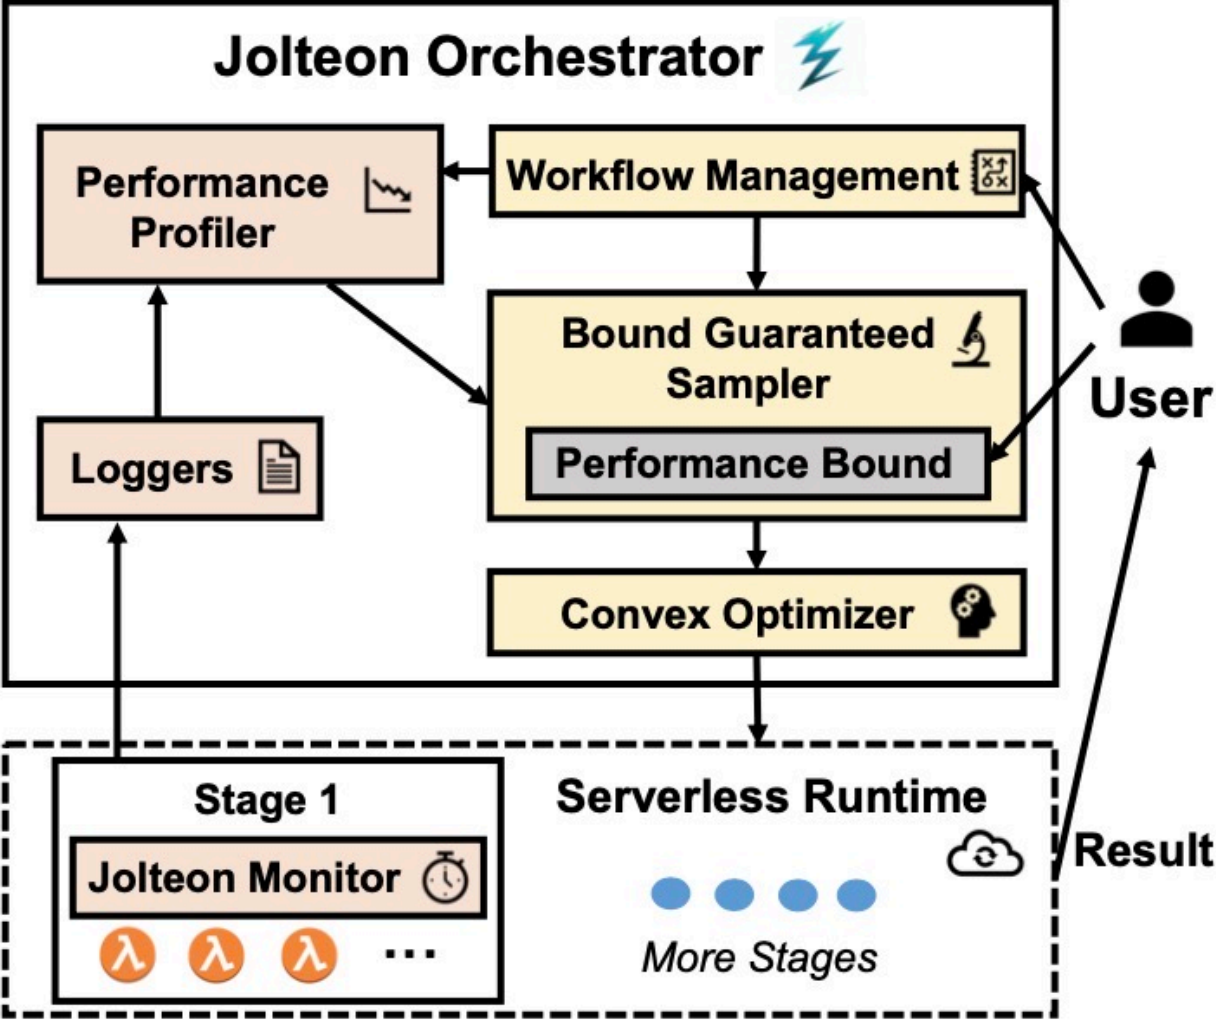 Jolteon Orchestrator
Performance
Profiler
Workflow Management
Bound Guaranteed
Sampler
Performance Bound
User
Loggers
Convex Optimizer
Stage 1
Jolteon Monitor
λ λ λ ...
Serverless Runtime
More Stages
Result